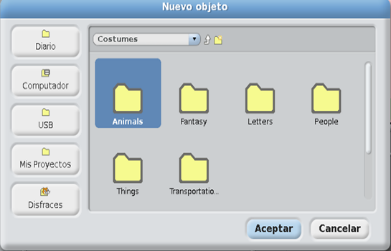 Nuevo objeto
Diario
Computador
USB
Mis Proyectos
Disfraces
Costumes
Animals
Fantasy
Letters
People
Things
Transportatio...
Aceptar
Cancelar